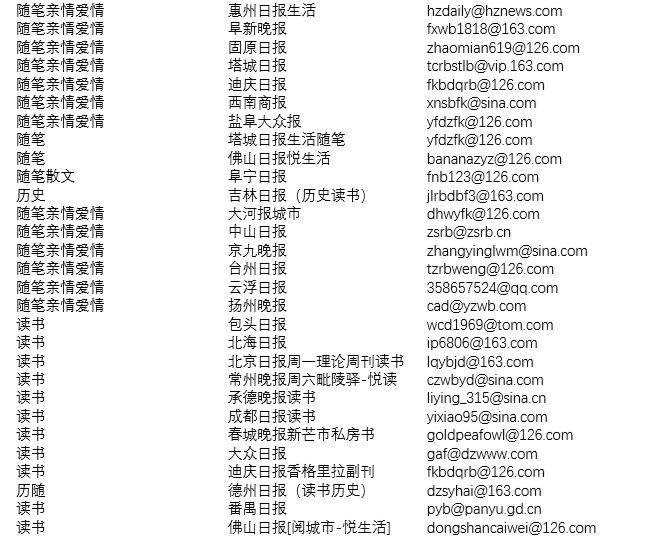 随笔亲情爱情 惠州日报生活 hzdaily@hznews.com
随笔亲情爱情 阜新晚报 fxwb1818@163.com
随笔亲情爱情 固原日报 zhaomian619@126.com
随笔亲情爱情 塔城日报 tcrbstlb@vip.163.com
随笔亲情爱情 迪庆日报 fkbdqrb@126.com
随笔亲情爱情 西南商报 xnsbfk@sina.com
随笔亲情爱情 盐阜大众报 yfdzfk@126.com
随笔 塔城日报生活随笔 yfdzfk@126.com
随笔 佛山日报悦生活 bananazyz@126.com
随笔散文 阜宁日报 fnb123@126.com
历史 吉林日报（历史读书） jlrbdbf3@163.com
随笔亲情爱情 大河报城市 dhwyfk@126.com
随笔亲情爱情 中山日报 zsrb@zsrb.cn
随笔亲情爱情 京九晚报 zhangyinglwm@sina.com
随笔亲情爱情 台州日报 tzrbweng@126.com
随笔亲情爱情 云浮日报 358657524@qq.com
随笔亲情爱情 扬州晚报 cad@yzwb.com
读书 包头日报 wcd1969@tom.com
读书 北海日报 ip6806@163.com
读书 北京日报周一理论周刊读书 lqybjd@163.com
读书 常州晚报周六毗陵驿-悦读 czwbyd@sina.com
读书 承德晚报读书 liying_315@sina.cn
读书 成都日报读书 yixiao95@sina.com
读书 春城晚报新芒市私房书 goldpeafowl@126.com
读书 大众日报 gaf@dzwww.com
读书 迪庆日报香格里拉副刊 fkbdqrb@126.com
历随 德州日报（读书历史） dzsyhai@163.com
读书 番禺日报 pyb@panyu.gd.cn
读书 佛山日报[阅城市-悦生活] dongshancaiwei@126.com